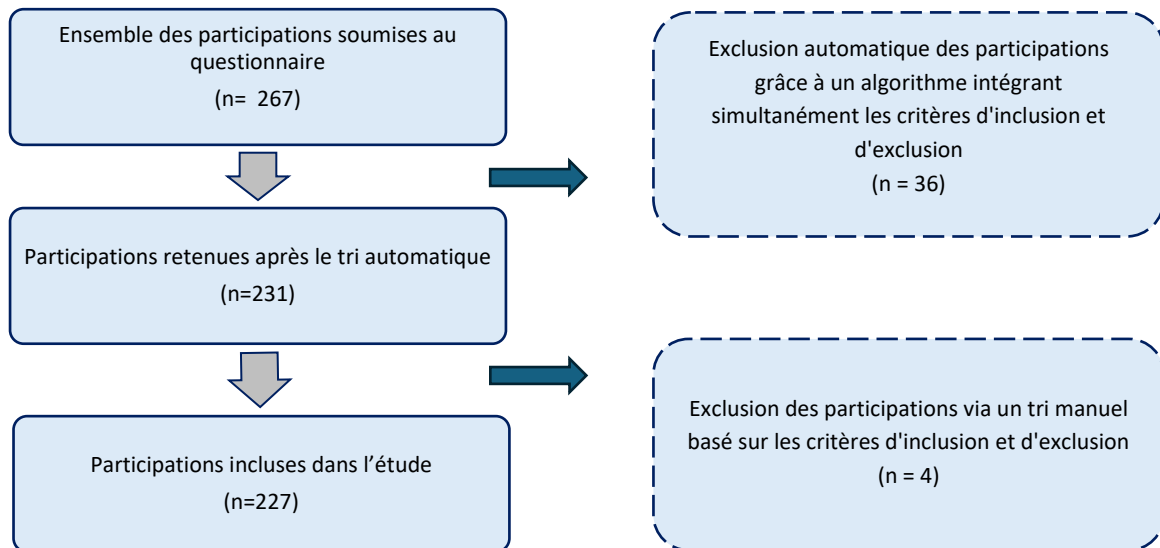 Ensemble des participations soumises au
questionnaire
(n= 267)
Exclusion automatique des participations
grâce à un algorithme intégrant
simultanément les critères d'inclusion et
d'exclusion
(n = 36)
Participations retenues après le tri automatique
(n=231)
Exclusion des participations via un tri manuel
basé sur les critères d'inclusion et d'exclusion
(n = 4)
Participations incluses dans l’étude
(n=227)